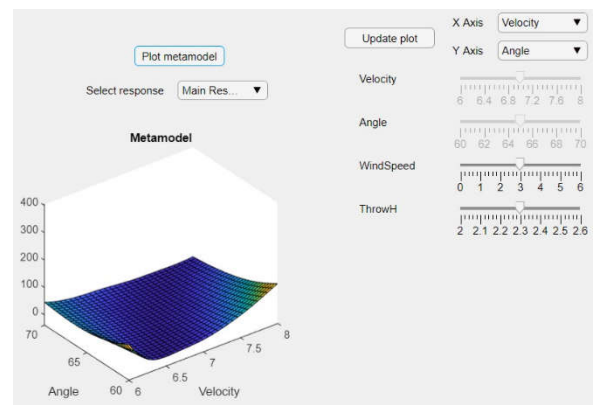 Plot metamodel
Select response Main Res... ▼
Metamodel
400
300
200
100
0
70
65
60
Angle
6
6.5
7
7.5
8
Velocity
Update plot
X Axis Velocity ▼
Y Axis Angle ▼
Velocity
6 6.4 6.8 7.2 7.6 8
Angle
60 62 64 66 68 70
WindSpeed
0 1 2 3 4 5 6
ThrowH
2 2.1 2.2 2.3 2.4 2.5 2.6